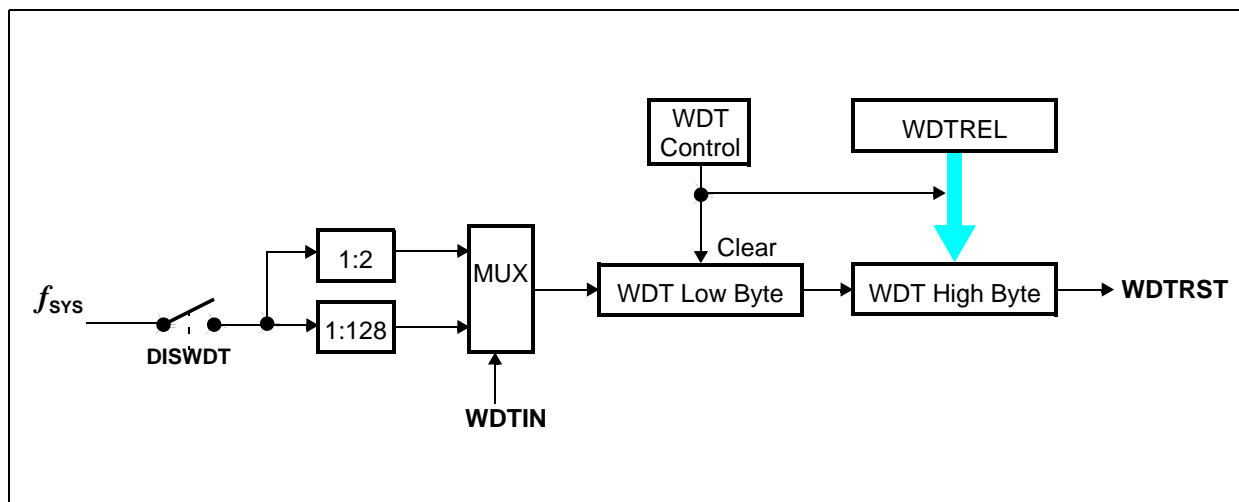 WDT
Control
WDTREL
Clear
1:2
MUX
WDT Low Byte
WDT High Byte
WDTRST
fSYS
1:128
DISWDT
WDTIN